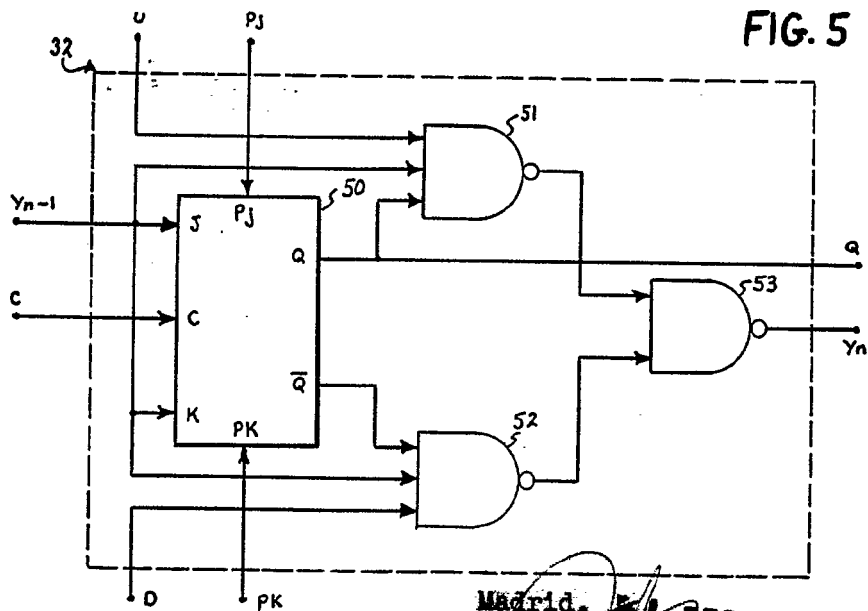 FIG. 5
U
PJ
32
51
Yn-1
J
PJ
50
Q
Q
53
C
C
Yn
Q̅
K
PK
52
D
PK
Madrid,